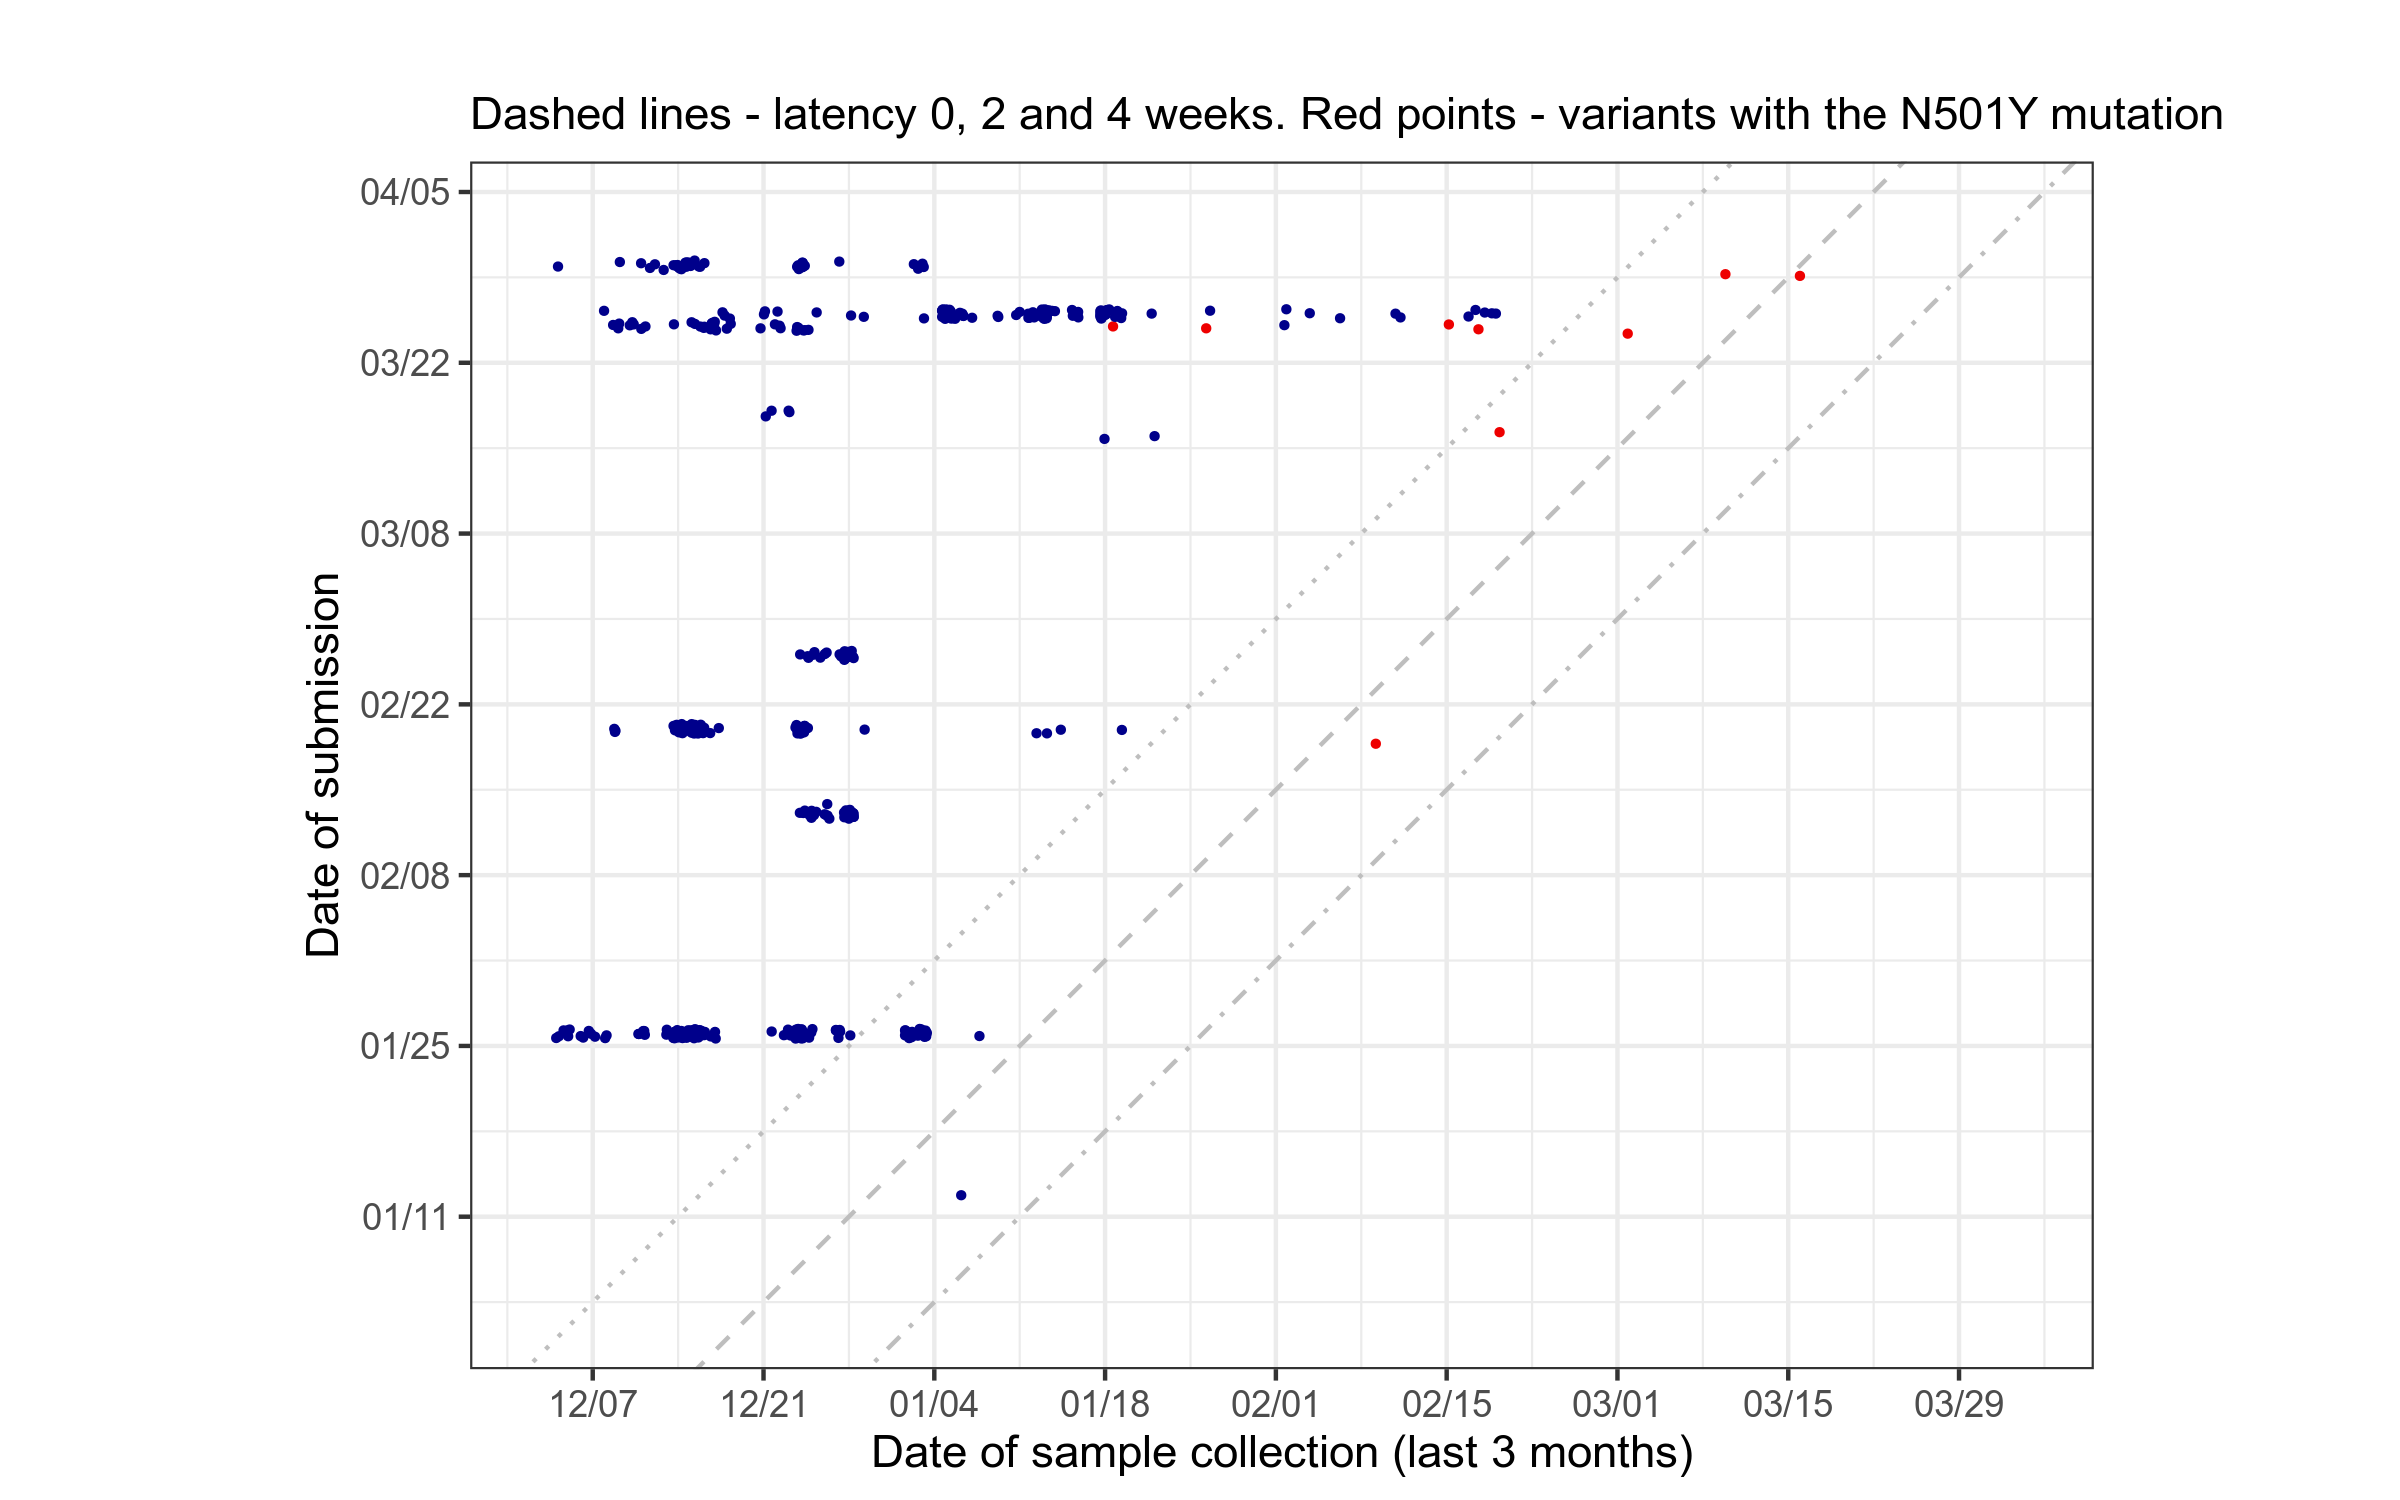 Dashed lines - latency 0, 2 and 4 weeks. Red points - variants with the N501Y mutation
04/05
03/22
03/08
02/22
02/08
01/25
01/11
Date of submission
12/07 12/21 01/04 01/18 02/01 02/15 03/01 03/15 03/29
Date of sample collection (last 3 months)